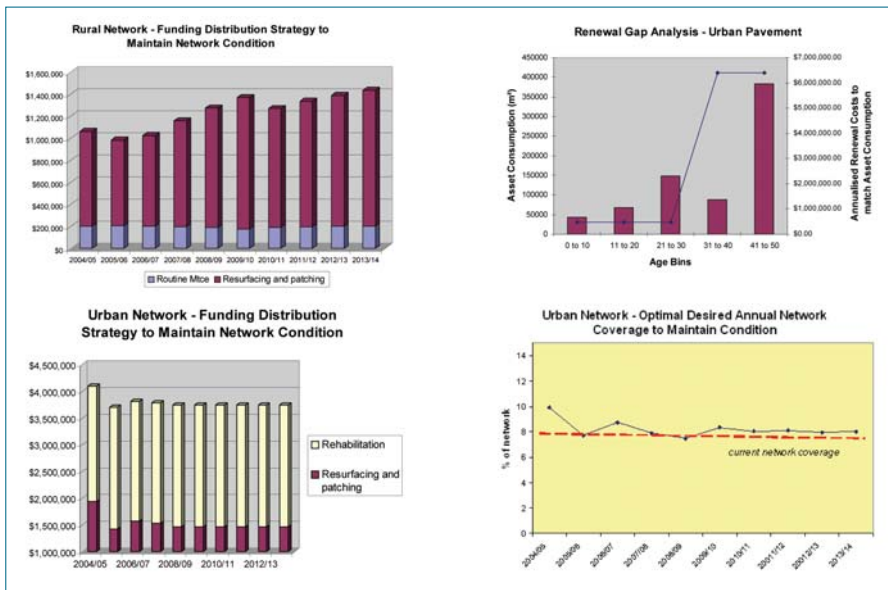 Rural Network - Funding Distribution Strategy to
Maintain Network Condition
$1,600,000
$1,400,000
$1,200,000
$1,000,000
$800,000
$600,000
$400,000
$200,000
$0
2004/05 2005/06 2006/07 2007/08 2008/09 2009/10 2010/11 2011/12 2012/13 2013/14
Routine Mtce
Resurfacing and patching
Renewal Gap Analysis - Urban Pavement
450000
400000
350000
300000
250000
200000
150000
100000
50000
0
Asset Consumption (m²)
$7,000,000.00
$6,000,000.00
$5,000,000.00
$4,000,000.00
$3,000,000.00
$2,000,000.00
$1,000,000.00
$0.00
Annualised Renewal Costs to
match Asset Consumption
0 to 10 11 to 20 21 to 30 31 to 40 41 to 50
Age Bins
Urban Network - Funding Distribution
Strategy to Maintain Network Condition
$4,500,000
$4,000,000
$3,500,000
$3,000,000
$2,500,000
$2,000,000
$1,500,000
$1,000,000
2004/05 2006/07 2008/09 2010/11 2012/13
Rehabilitation
Resurfacing and
patching
Urban Network - Optimal Desired Annual Network
Coverage to Maintain Condition
14
12
10
8
6
4
2
0
% of network
current network coverage
2004/05 2005/06 2006/07 2007/08 2008/09 2009/10 2010/11 2001/12 20012/13 2013/14